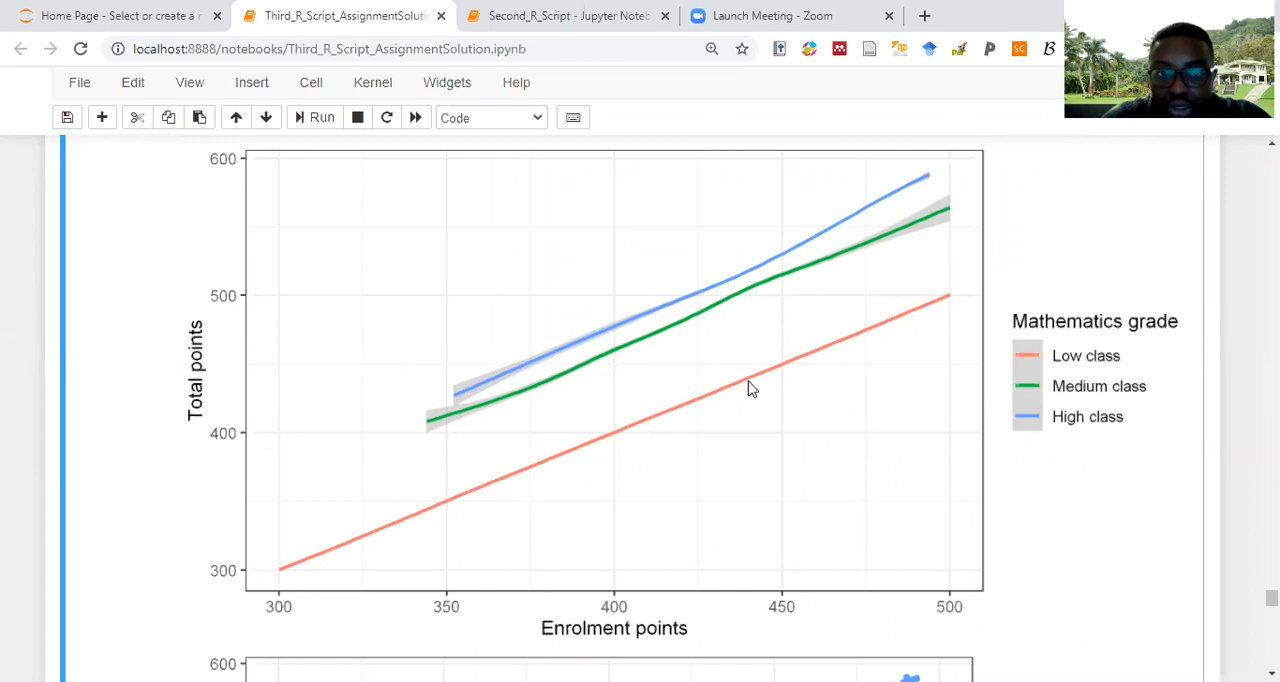 Home Page - Select or create a n
Third_R_Script_AssignmentSoluti
Second_R_Script - Jupyter Noteb
Launch Meeting - Zoom
localhost:8888/notebooks/Third_R_Script_AssignmentSolution.ipynb
SC
File Edit View Insert Cell Kernel Widgets Help
Run
Code
600
500
400
300
Total points
300 350 400 450 500
Enrolment points
Mathematics grade
Low class
Medium class
High class
600